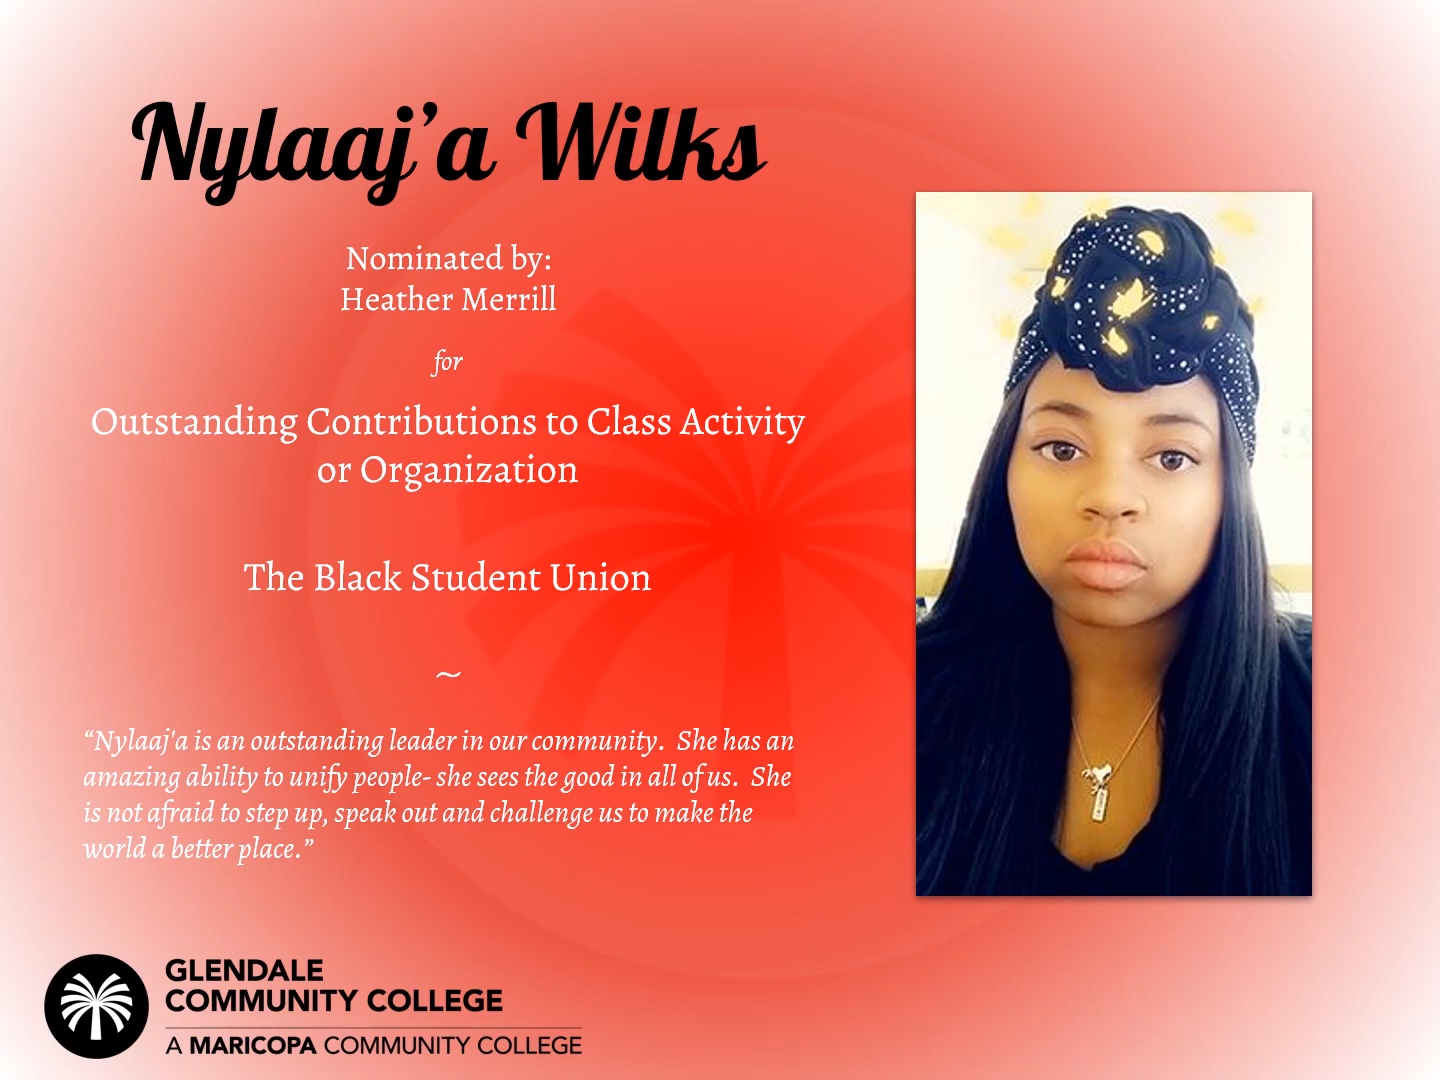 Nylaaj’a Wilks
Nominated by:
Heather Merrill
for
Outstanding Contributions to Class Activity
or Organization
The Black Student Union
~
“Nylaaj'a is an outstanding leader in our community.  She has an
amazing ability to unify people- she sees the good in all of us.  She
is not afraid to step up, speak out and challenge us to make the
world a better place.”
GLENDALE
COMMUNITY COLLEGE
A MARICOPA COMMUNITY COLLEGE